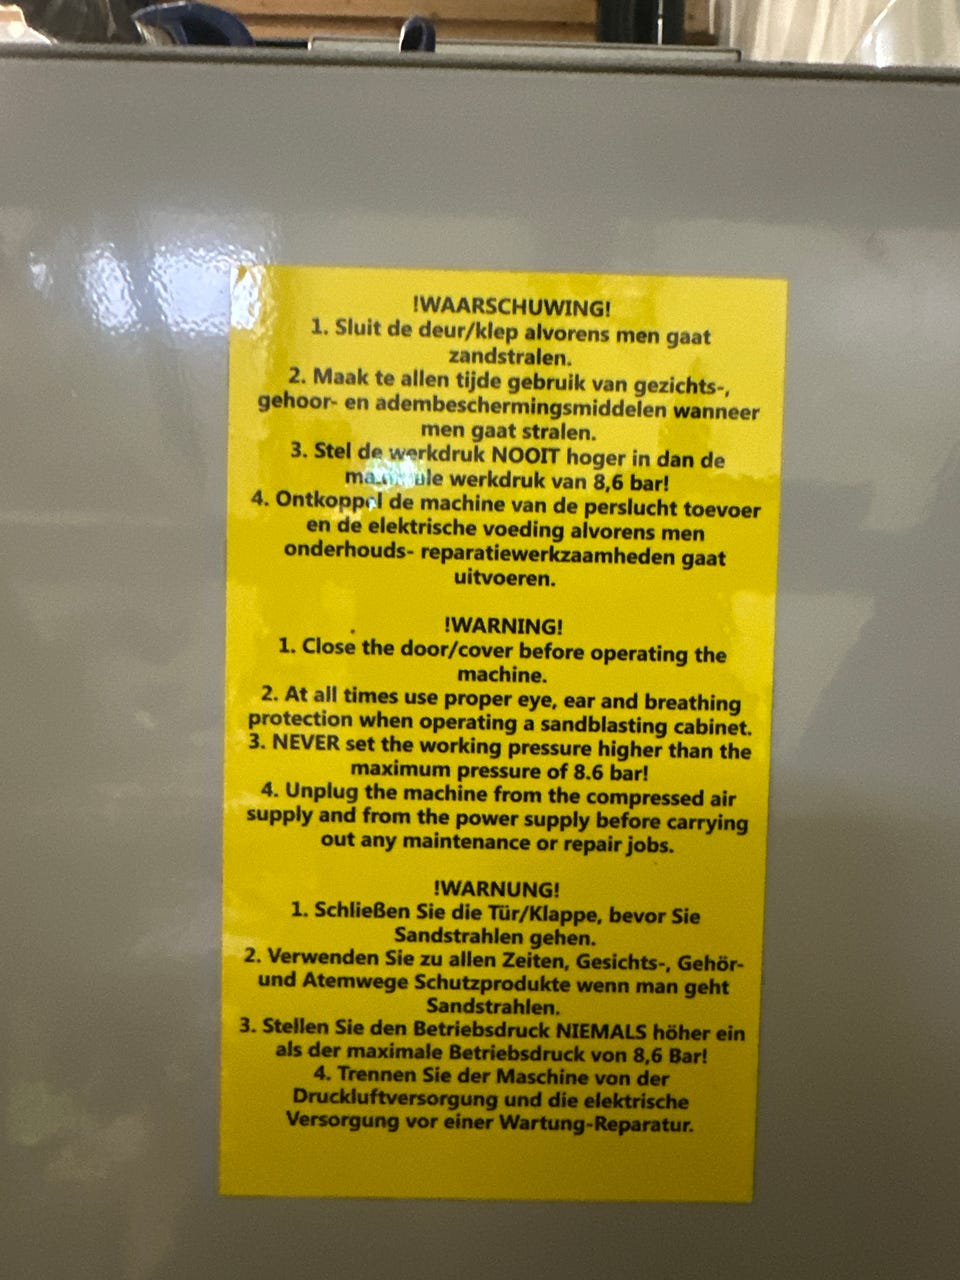 !WAARSCHUWING!
1. Sluit de deur/klep alvorens men gaat
zandstralen.
2. Maak te allen tijde gebruik van gezichts-,
gehoor- en adembeschermingsmiddelen wanneer
men gaat stralen.
3. Stel de werkdruk NOOIT hoger in dan de
maximale werkdruk van 8,6 bar!
4. Ontkoppel de machine van de perslucht toevoer
en de elektrische voeding alvorens men
onderhouds- reparatiewerkzaamheden gaat
uitvoeren.
!WARNING!
1. Close the door/cover before operating the
machine.
2. At all times use proper eye, ear and breathing
protection when operating a sandblasting cabinet.
3. NEVER set the working pressure higher than the
maximum pressure of 8.6 bar!
4. Unplug the machine from the compressed air
supply and from the power supply before carrying
out any maintenance or repair jobs.
!WARNUNG!
1. Schließen Sie die Tür/Klappe, bevor Sie
Sandstrahlen gehen.
2. Verwenden Sie zu allen Zeiten, Gesichts-, Gehör-
und Atemwege Schutzprodukte wenn man geht
Sandstrahlen.
3. Stellen Sie den Betriebsdruck NIEMALS höher ein
als der maximale Betriebsdruck von 8,6 Bar!
4. Trennen Sie der Maschine von der
Druckluftversorgung und die elektrische
Versorgung vor einer Wartung-Reparatur.